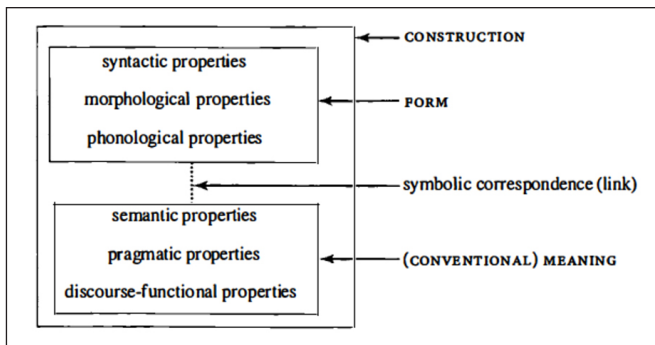 CONSTRUCTION
syntactic properties
morphological properties
FORM
phonological properties
symbolic correspondence (link)
semantic properties
pragmatic properties
(CONVENTIONAL) MEANING
discourse-functional properties